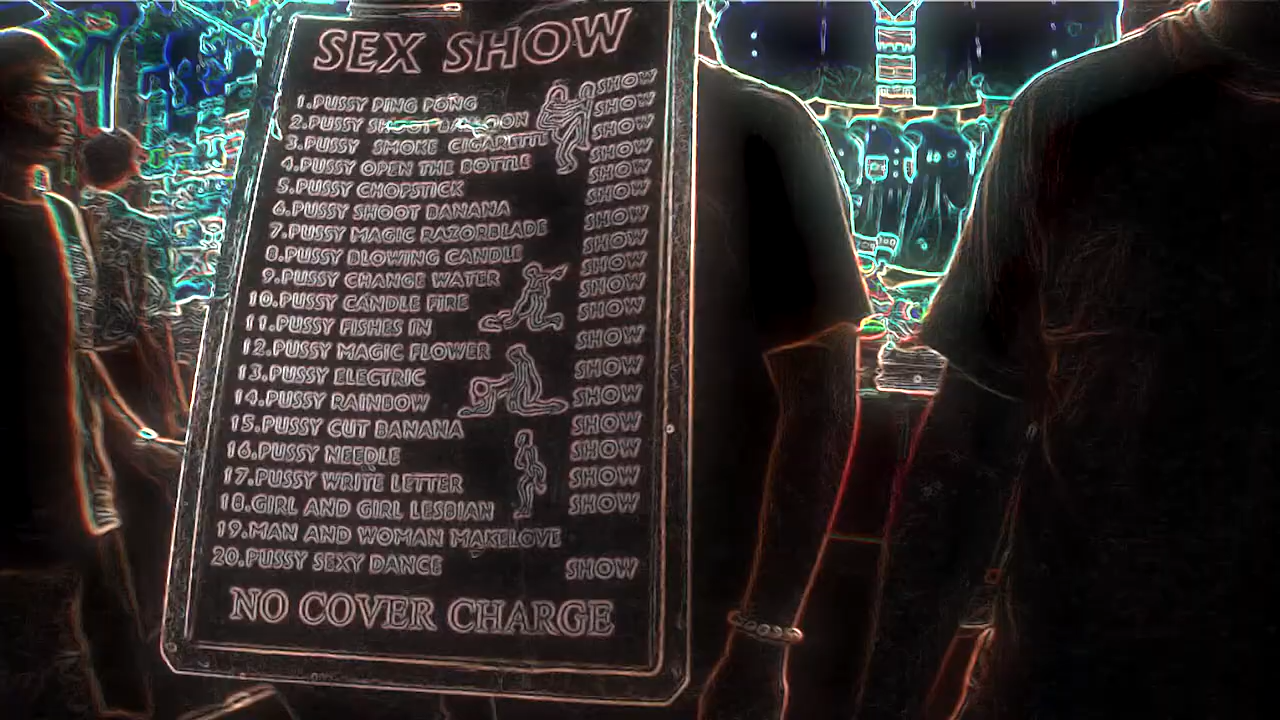 SEX SHOW
1.PUSSY PING PONG SHOW
2.PUSSY SHOOT BALLOON SHOW
3.PUSSY SMOKE CIGARETTE SHOW
4.PUSSY OPEN THE BOTTLE SHOW
5.PUSSY CHOPSTICK SHOW
6.PUSSY SHOOT BANANA SHOW
7.PUSSY MAGIC RAZORBLADE SHOW
8.PUSSY BLOWING CANDLE SHOW
9.PUSSY CHANGE WATER SHOW
10.PUSSY CANDLE FIRE SHOW
11.PUSSY FISHES IN SHOW
12.PUSSY MAGIC FLOWER SHOW
13.PUSSY ELECTRIC SHOW
14.PUSSY RAINBOW SHOW
15.PUSSY CUT BANANA SHOW
16.PUSSY NEEDLE SHOW
17.PUSSY WRITE LETTER SHOW
18.GIRL AND GIRL LESBIAN SHOW
19.MAN AND WOMAN MAKELOVE
20.PUSSY SEXY DANCE SHOW
NO COVER CHARGE